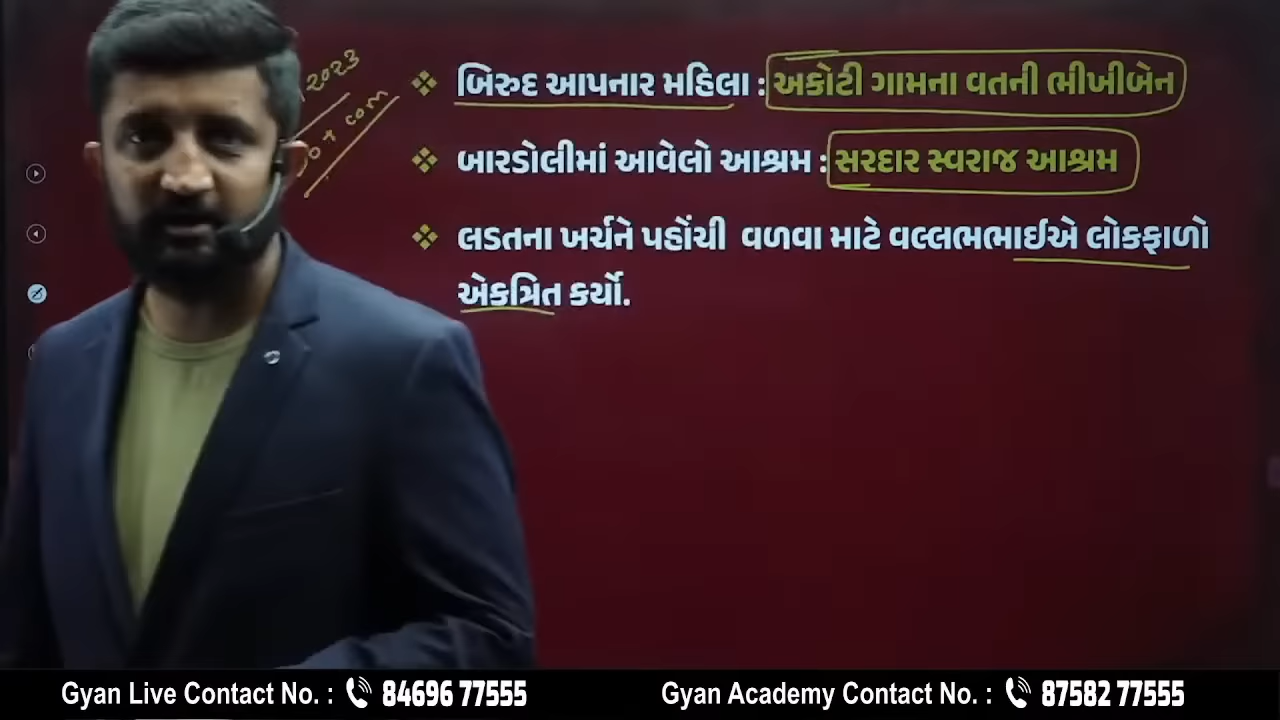 2023
com
❖ બિરુદ આપનાર મહિલા : અકોટી ગામના વતની ભીખીબેન
❖ બારડોલીમાં આવેલો આશ્રમ : સરદાર સ્વરાજ આશ્રમ
❖ લડતના ખર્ચને પહોંચી વળવા માટે વલ્લભભાઈએ લોકફાળો
એકત્રિત કર્યો.
Gyan Live Contact No. : 84696 77555
Gyan Academy Contact No. : 87582 77555